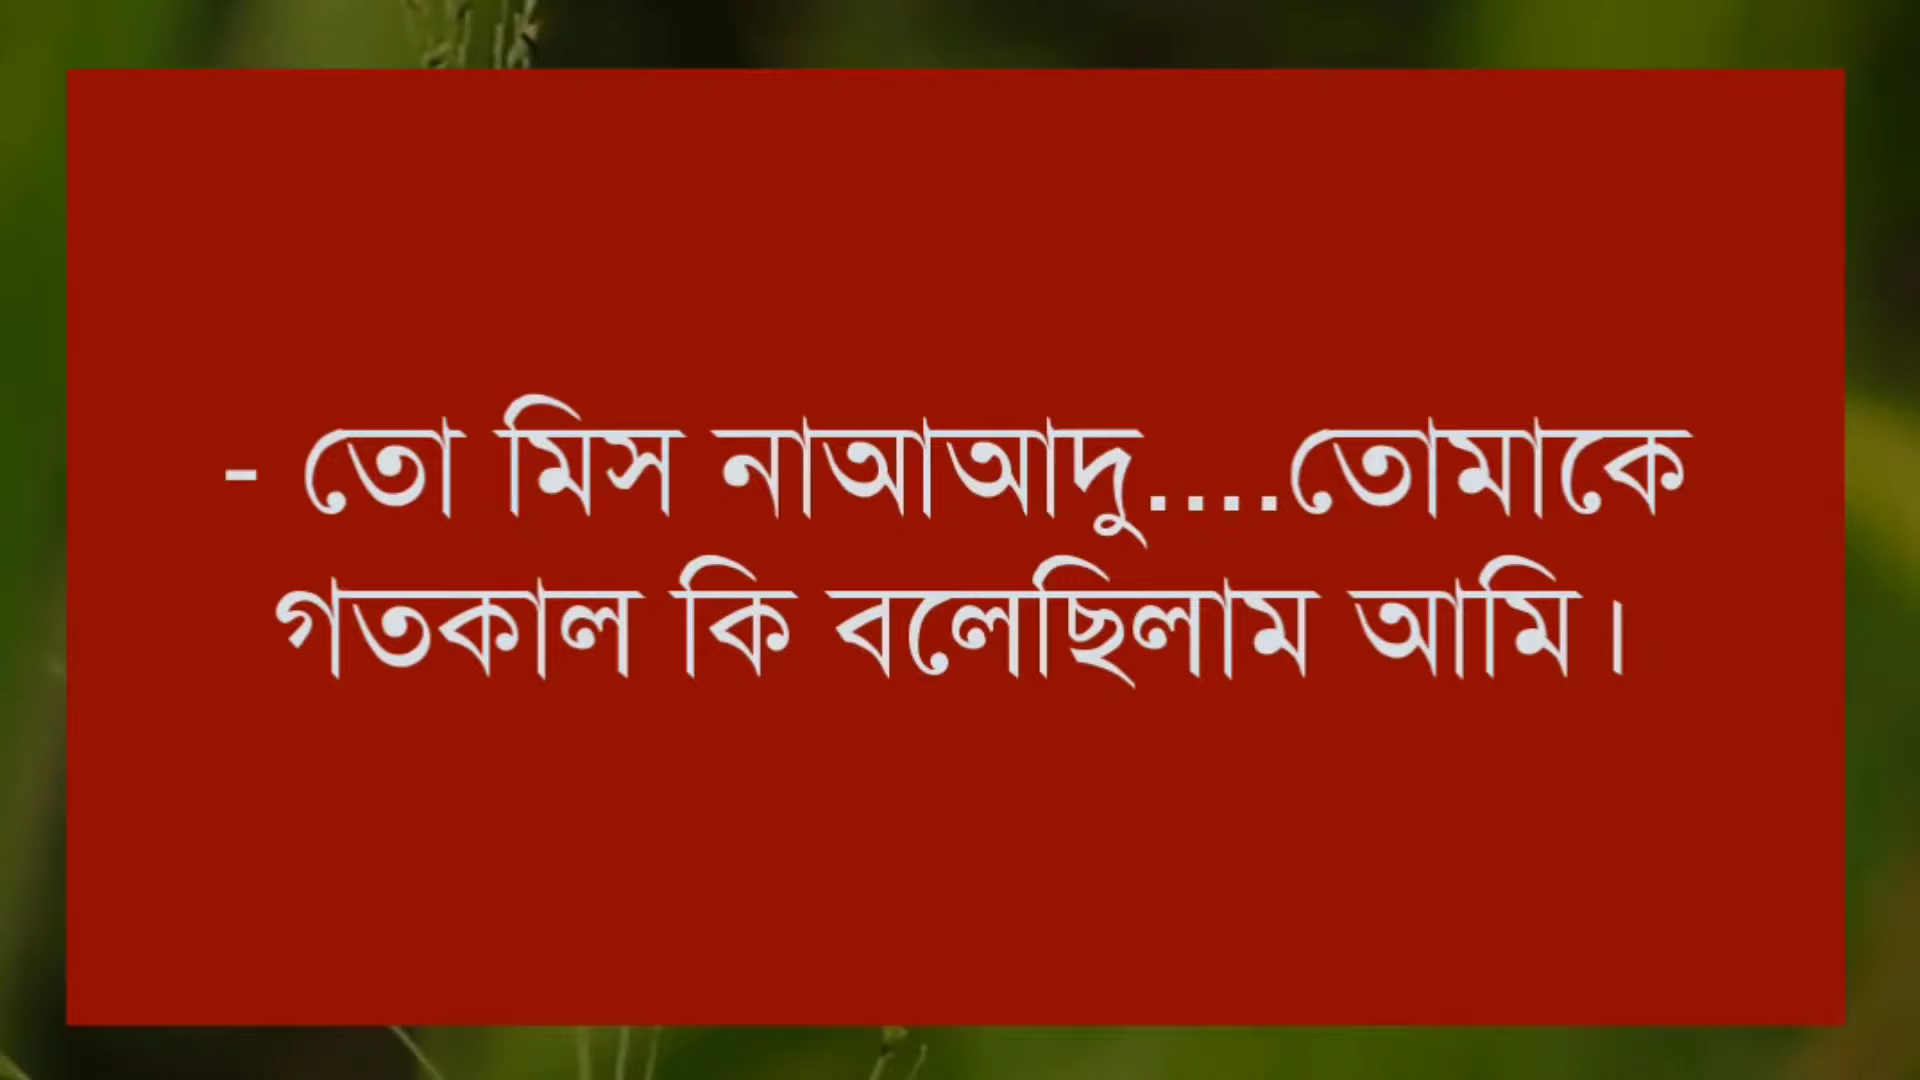 - তো মিস নাআআদু....তোমাকে
গতকাল কি বলেছিলাম আমি।